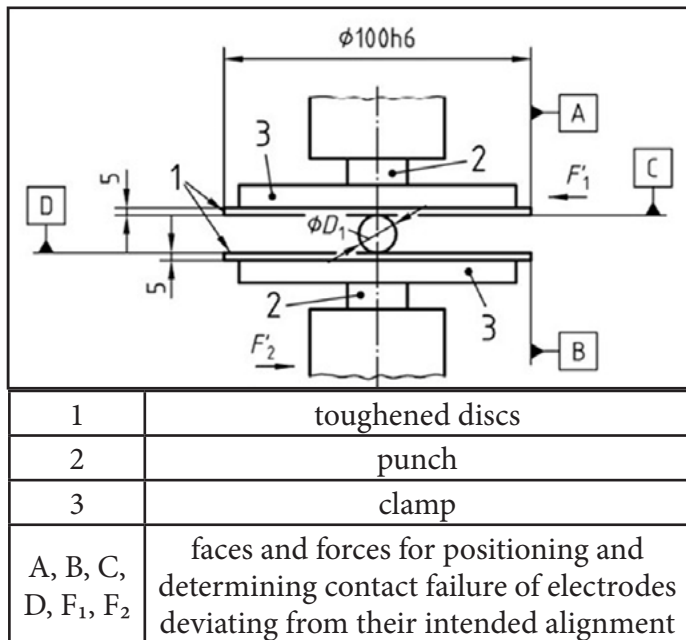 φ100h6
A
3
2
F'₁
C
5
1
D
φD₁
5
2
3
F'₂
B
1 toughened discs
2 punch
3 clamp
A, B, C,
D, F₁, F₂
faces and forces for positioning and
determining contact failure of electrodes
deviating from their intended alignment